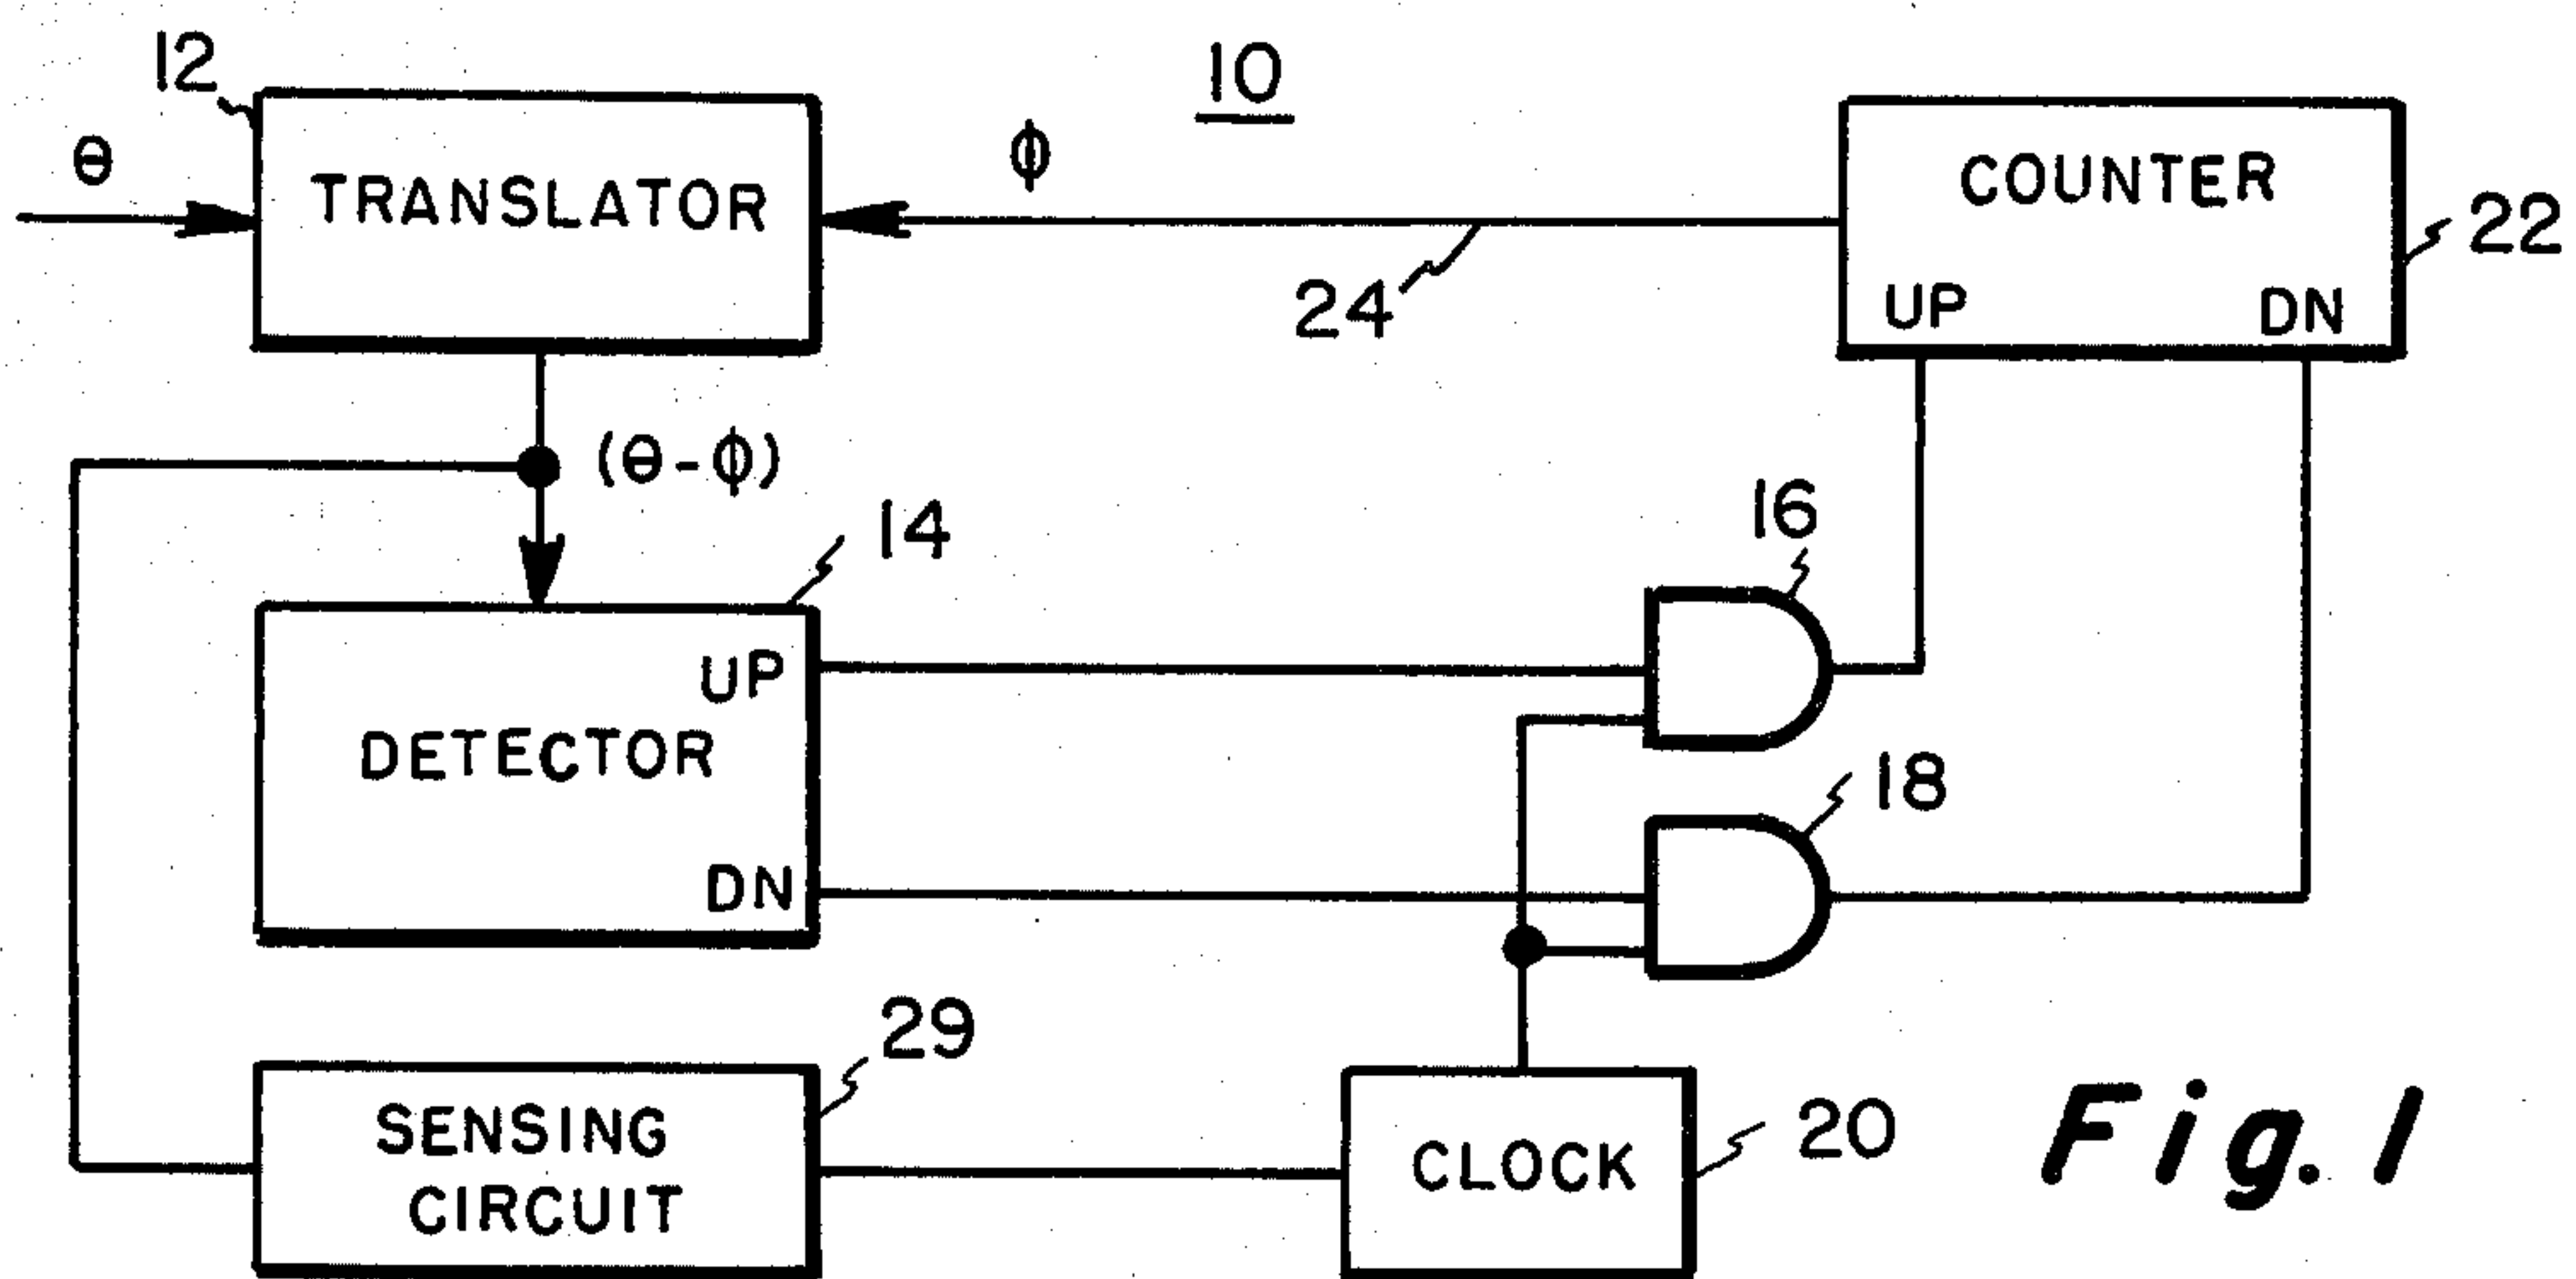 12
10
θ
TRANSLATOR
ϕ
COUNTER
22
24
UP
DN
(θ-ϕ)
14
16
UP
DETECTOR
18
DN
29
SENSING
CIRCUIT
CLOCK
20
Fig. 1